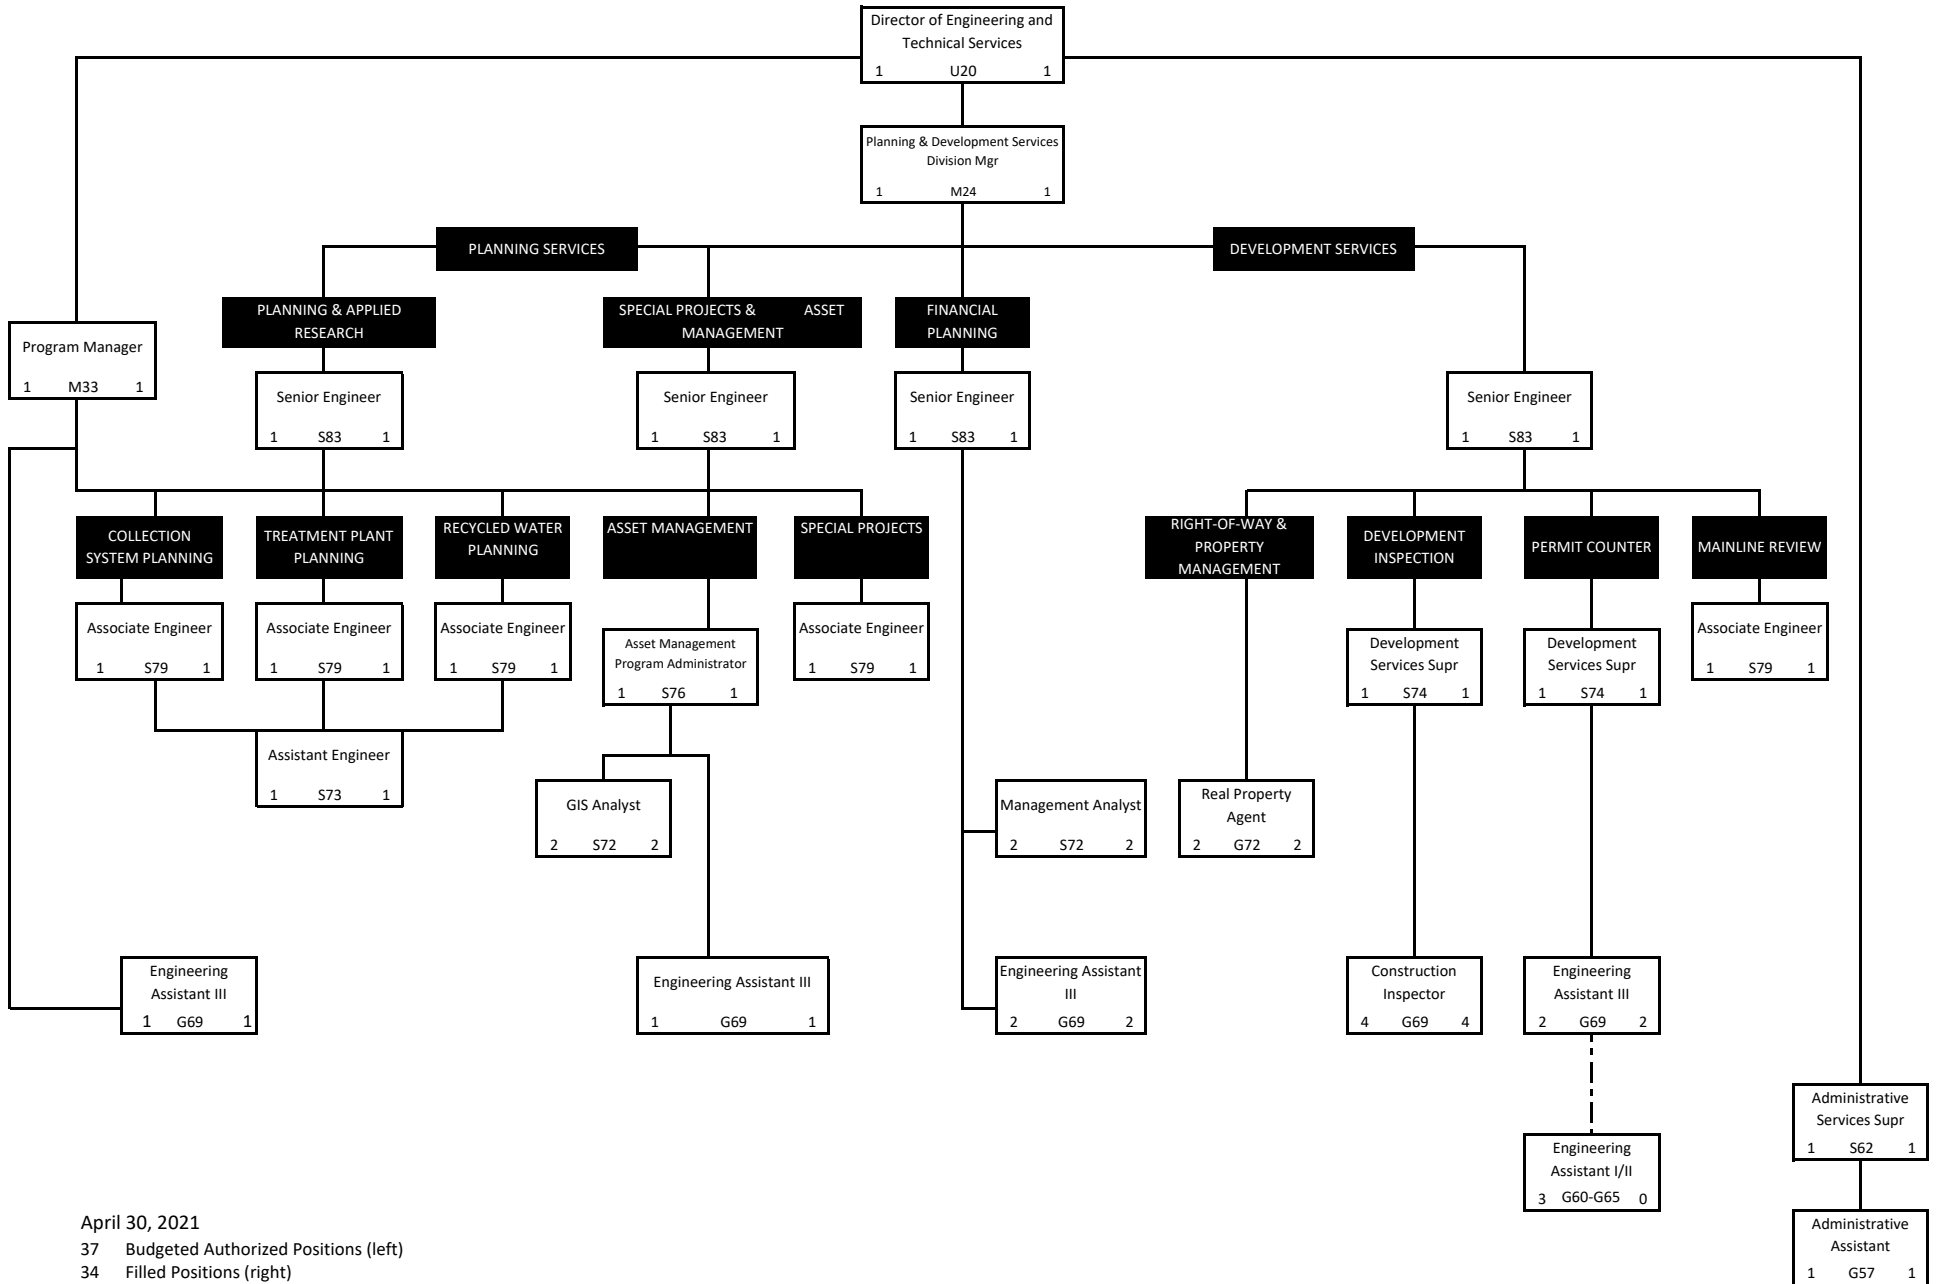 Director of Engineering and
Technical Services
1 U20 1
Planning & Development Services
Division Mgr
1 M24 1
PLANNING SERVICES
DEVELOPMENT SERVICES
PLANNING & APPLIED
RESEARCH
SPECIAL PROJECTS & ASSET
MANAGEMENT
FINANCIAL
PLANNING
Program Manager
1 M33 1
Senior Engineer
1 S83 1
Senior Engineer
1 S83 1
Senior Engineer
1 S83 1
Senior Engineer
1 S83 1
COLLECTION
SYSTEM PLANNING
TREATMENT PLANT
PLANNING
RECYCLED WATER
PLANNING
ASSET MANAGEMENT
SPECIAL PROJECTS
RIGHT-OF-WAY &
PROPERTY
MANAGEMENT
DEVELOPMENT
INSPECTION
PERMIT COUNTER
MAINLINE REVIEW
Associate Engineer
1 S79 1
Associate Engineer
1 S79 1
Associate Engineer
1 S79 1
Asset Management
Program Administrator
1 S76 1
Associate Engineer
1 S79 1
Development
Services Supr
1 S74 1
Development
Services Supr
1 S74 1
Associate Engineer
1 S79 1
Assistant Engineer
1 S73 1
GIS Analyst
2 S72 2
Management Analyst
2 S72 2
Real Property
Agent
2 G72 2
Engineering
Assistant III
1 G69 1
Engineering Assistant III
1 G69 1
Engineering Assistant
III
2 G69 2
Construction
Inspector
4 G69 4
Engineering
Assistant III
2 G69 2
Administrative
Services Supr
1 S62 1
Engineering
Assistant I/II
3 G60-G65 0
Administrative
Assistant
1 G57 1
April 30, 2021
37 Budgeted Authorized Positions (left)
34 Filled Positions (right)